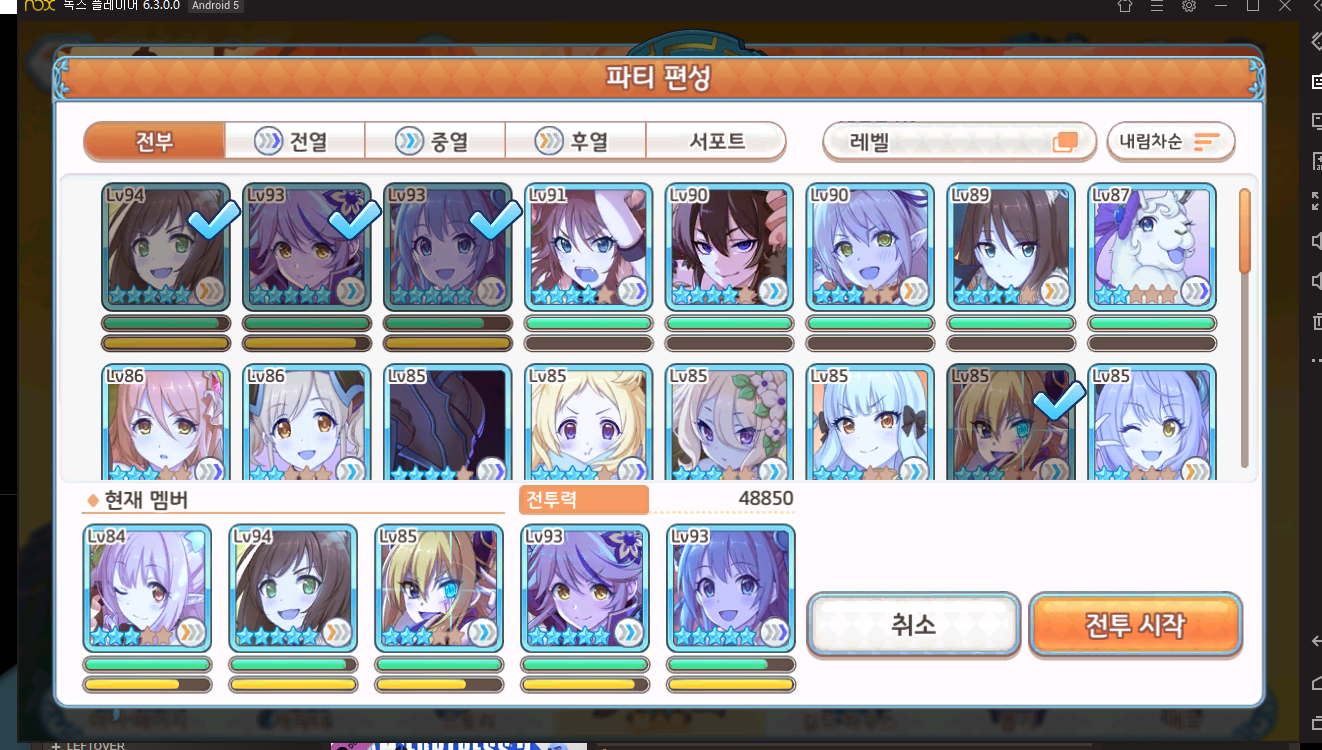 nox 녹스 플레이어 6.3.0.0 Android 5
파티 편성
전부 전열 중열 후열 서포트 레벨 내림차순
Lv94 Lv93 Lv93 Lv91 Lv90 Lv90 Lv89 Lv87
Lv86 Lv86 Lv85 Lv85 Lv85 Lv85 Lv85 Lv85
현재 멤버 전투력 48850
Lv84 Lv94 Lv85 Lv93 Lv93
취소 전투 시작
+ LEFTOVER